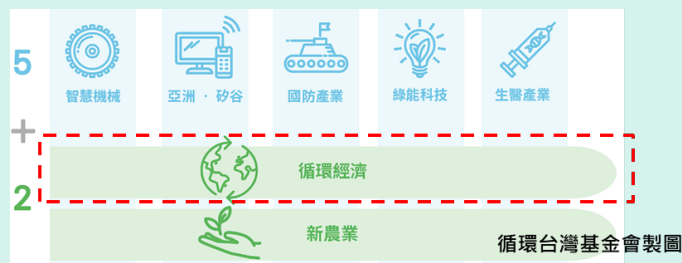 5
智慧機械
亞洲 · 矽谷
國防產業
綠能科技
生醫產業
+
2
循環經濟
新農業
循環台灣基金會製圖